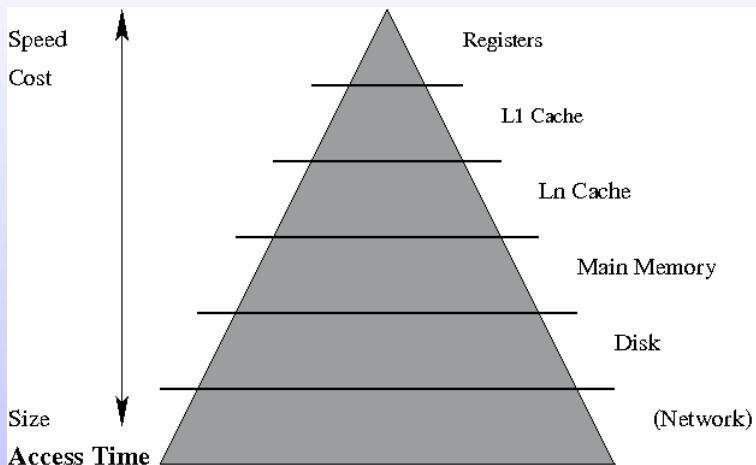 Speed
Registers
Cost
L1 Cache
Ln Cache
Main Memory
Disk
Size
(Network)
Access Time